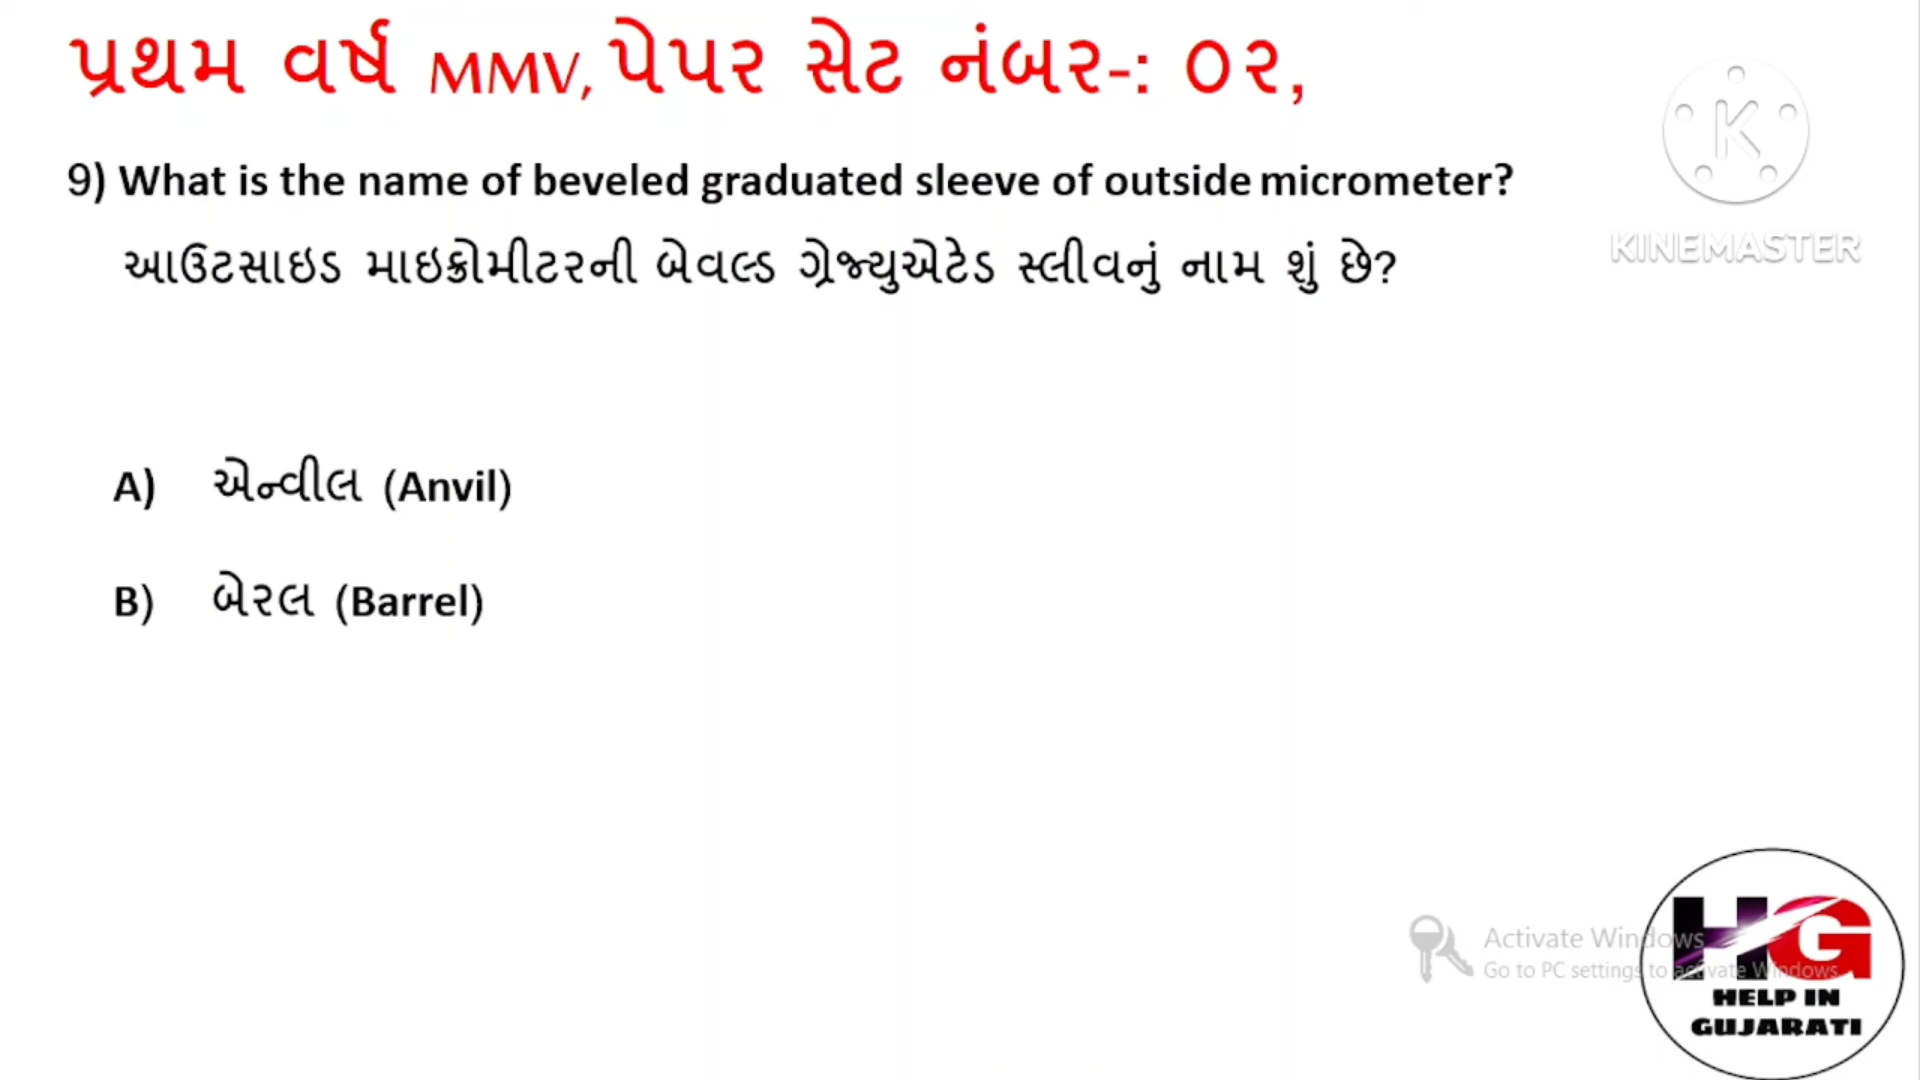 પ્રથમ વર્ષ MMV, પેપર સેટ નંબર-: ૦૨,
9) What is the name of beveled graduated sleeve of outside micrometer?
આઉટસાઇડ માઇક્રોમીટરની બેવલ્ડ ગ્રેજ્યુએટેડ સ્લીવનું નામ શું છે?
A) એન્વીલ (Anvil)
B) બેરલ (Barrel)
K
KINEMASTER
Activate Windows
Go to PC settings to activate Windows.
HG
HELP IN
GUJARATI